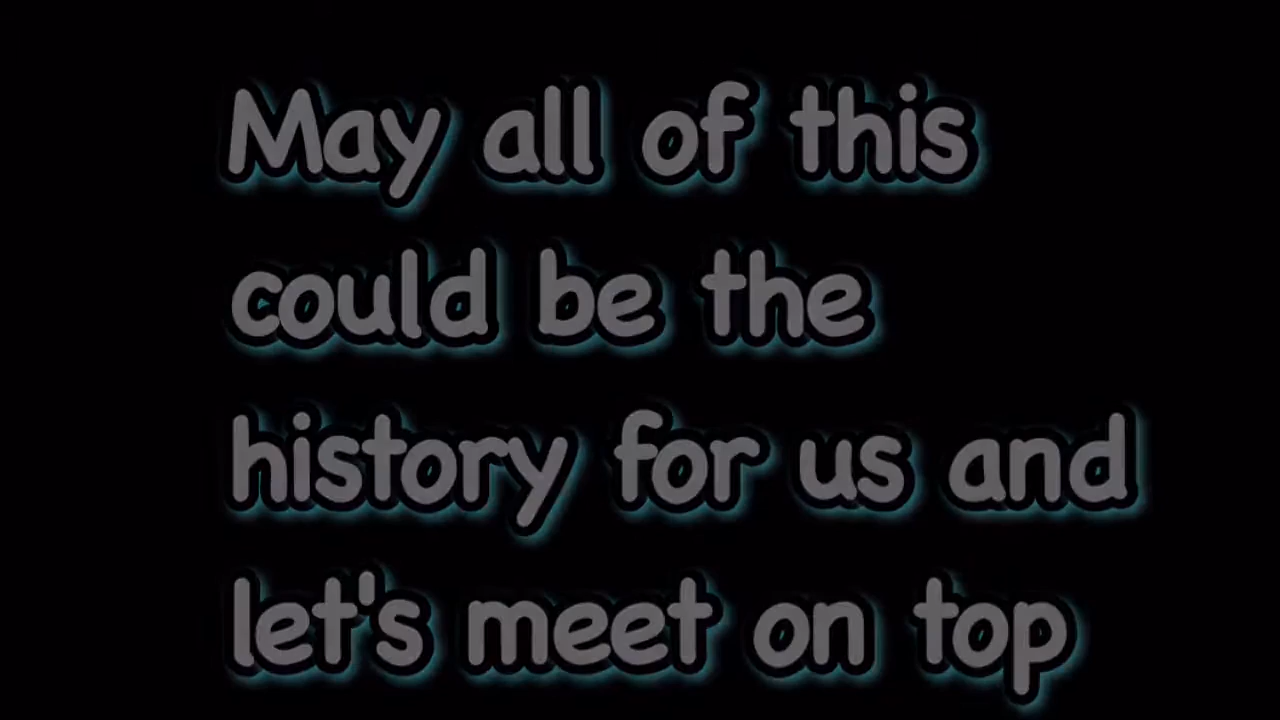 May all of this
could be the
history for us and
let's meet on top